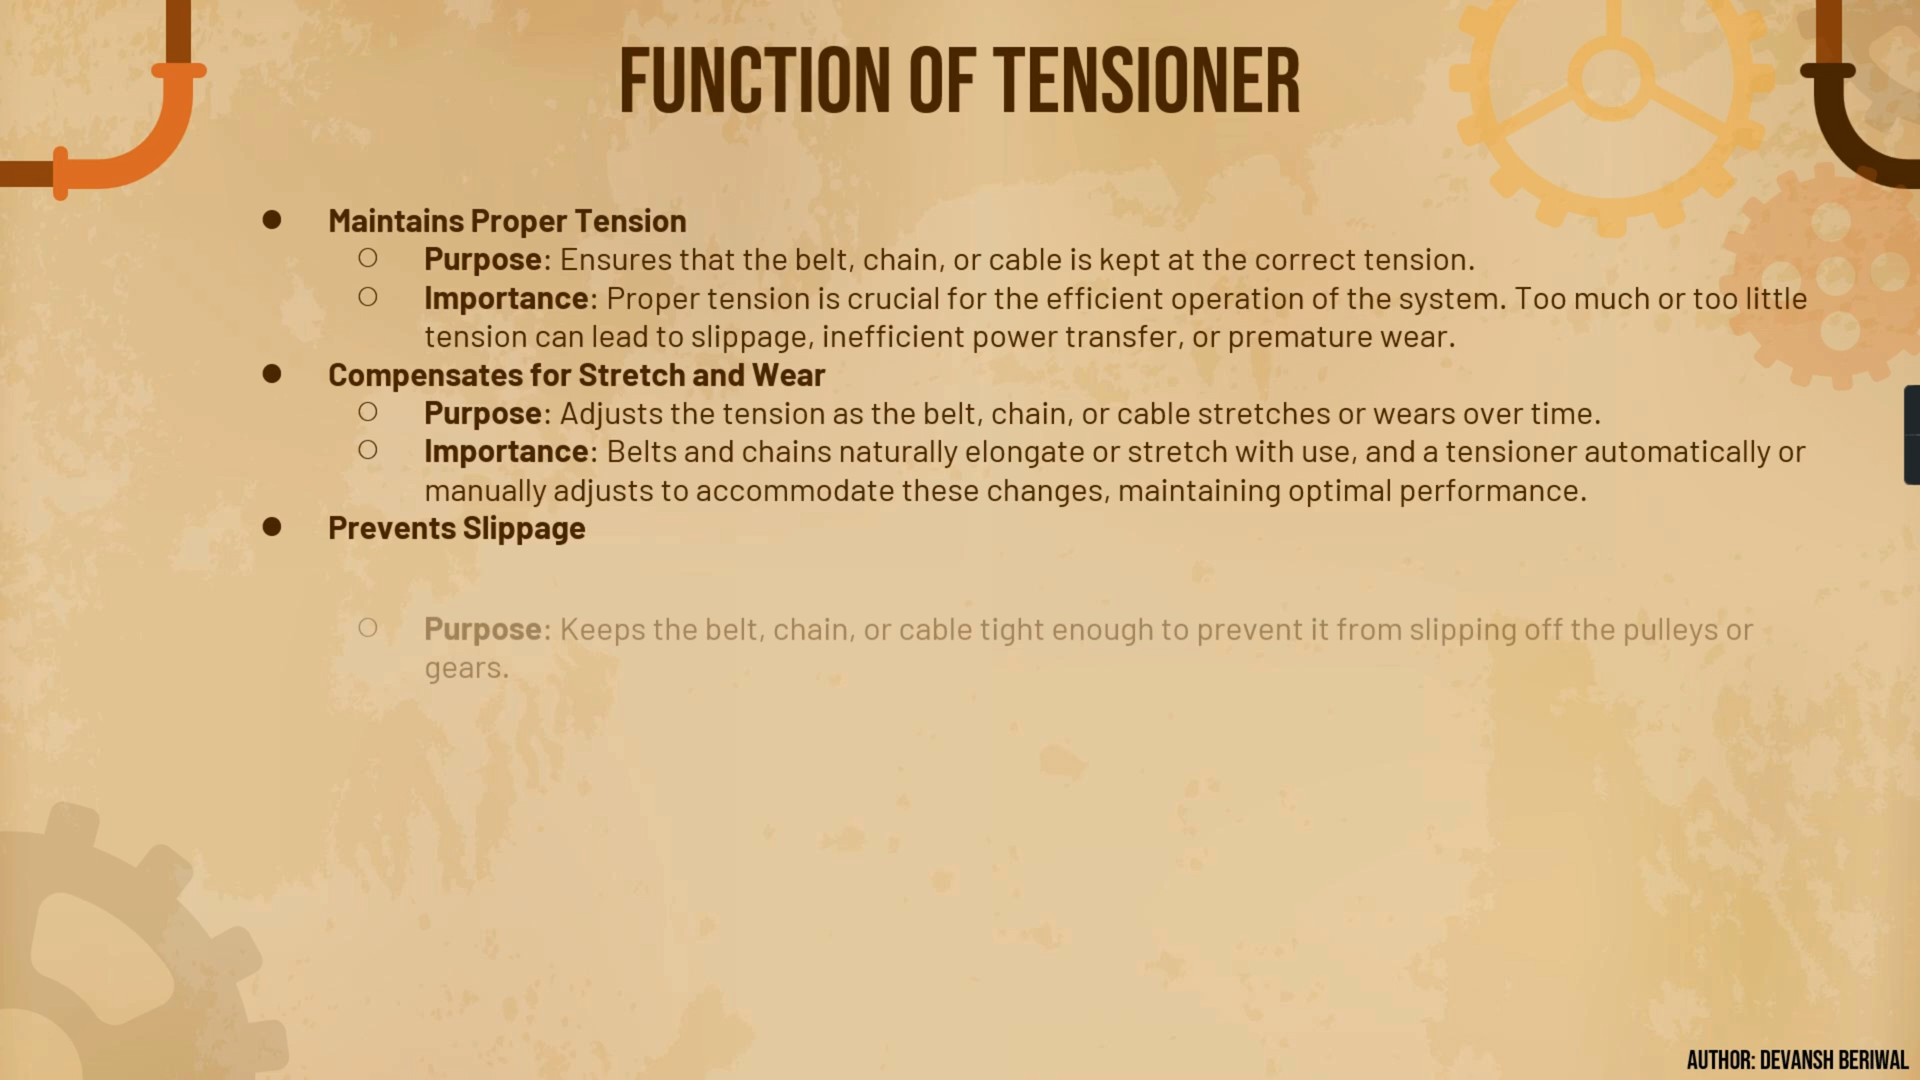 FUNCTION OF TENSIONER
● Maintains Proper Tension
○ Purpose: Ensures that the belt, chain, or cable is kept at the correct tension.
○ Importance: Proper tension is crucial for the efficient operation of the system. Too much or too little
tension can lead to slippage, inefficient power transfer, or premature wear.
● Compensates for Stretch and Wear
○ Purpose: Adjusts the tension as the belt, chain, or cable stretches or wears over time.
○ Importance: Belts and chains naturally elongate or stretch with use, and a tensioner automatically or
manually adjusts to accommodate these changes, maintaining optimal performance.
● Prevents Slippage
○ Purpose: Keeps the belt, chain, or cable tight enough to prevent it from slipping off the pulleys or
gears.
AUTHOR: DEVANSH BERIWAL